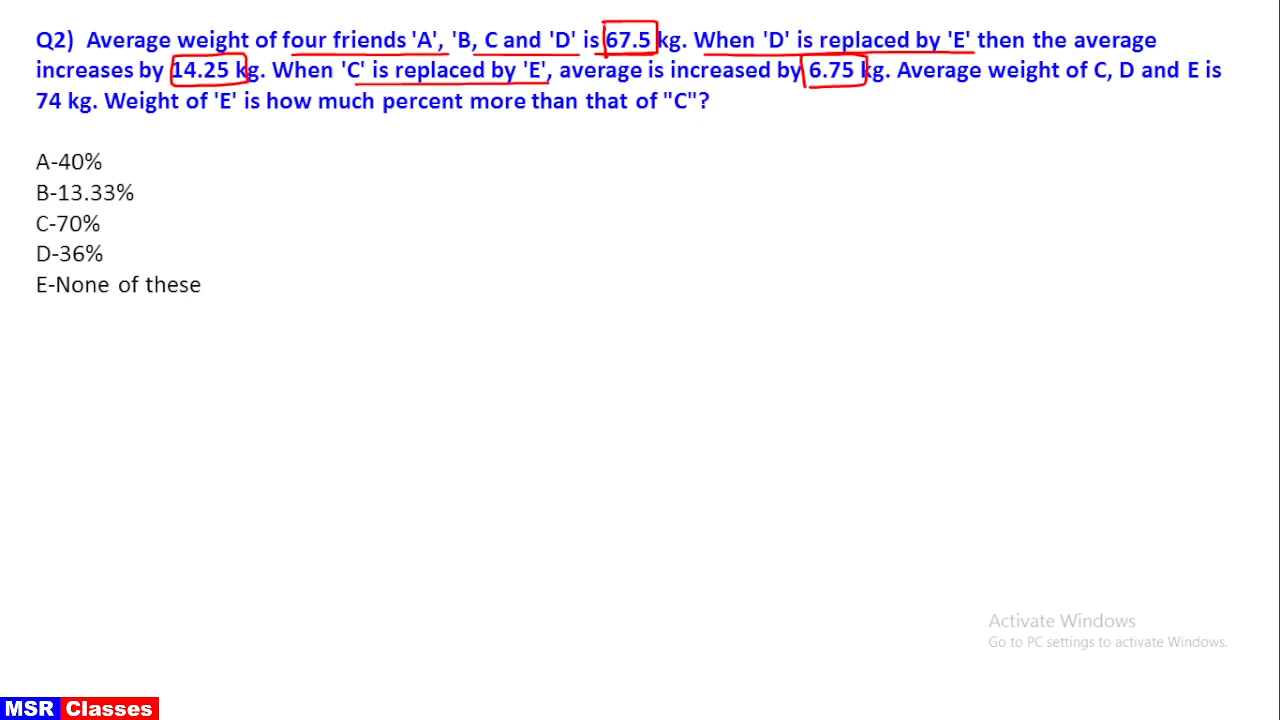 Q2)  Average weight of four friends 'A', 'B, C and 'D' is 67.5 kg. When 'D' is replaced by 'E' then the average
increases by 14.25 kg. When 'C' is replaced by 'E', average is increased by 6.75 kg. Average weight of C, D and E is
74 kg. Weight of 'E' is how much percent more than that of "C"?
A-40%
B-13.33%
C-70%
D-36%
E-None of these
Activate Windows
Go to PC settings to activate Windows.
MSR Classes